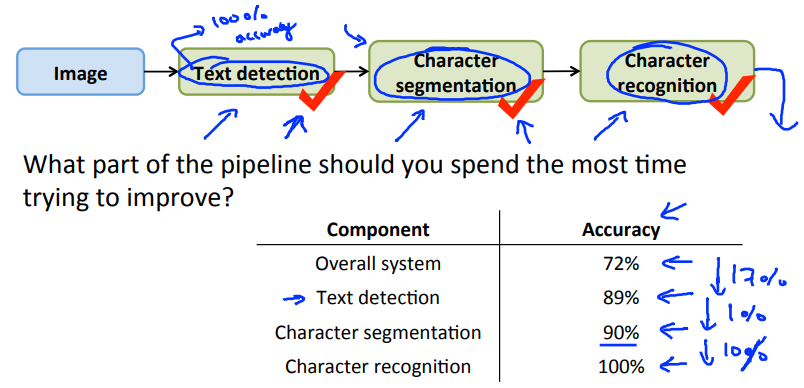 100% accuracy
Image
Text detection
Character segmentation
Character recognition
What part of the pipeline should you spend the most time
trying to improve?
Component Accuracy
Overall system 72%
Text detection 89%
Character segmentation 90%
Character recognition 100%
17%
1%
10%